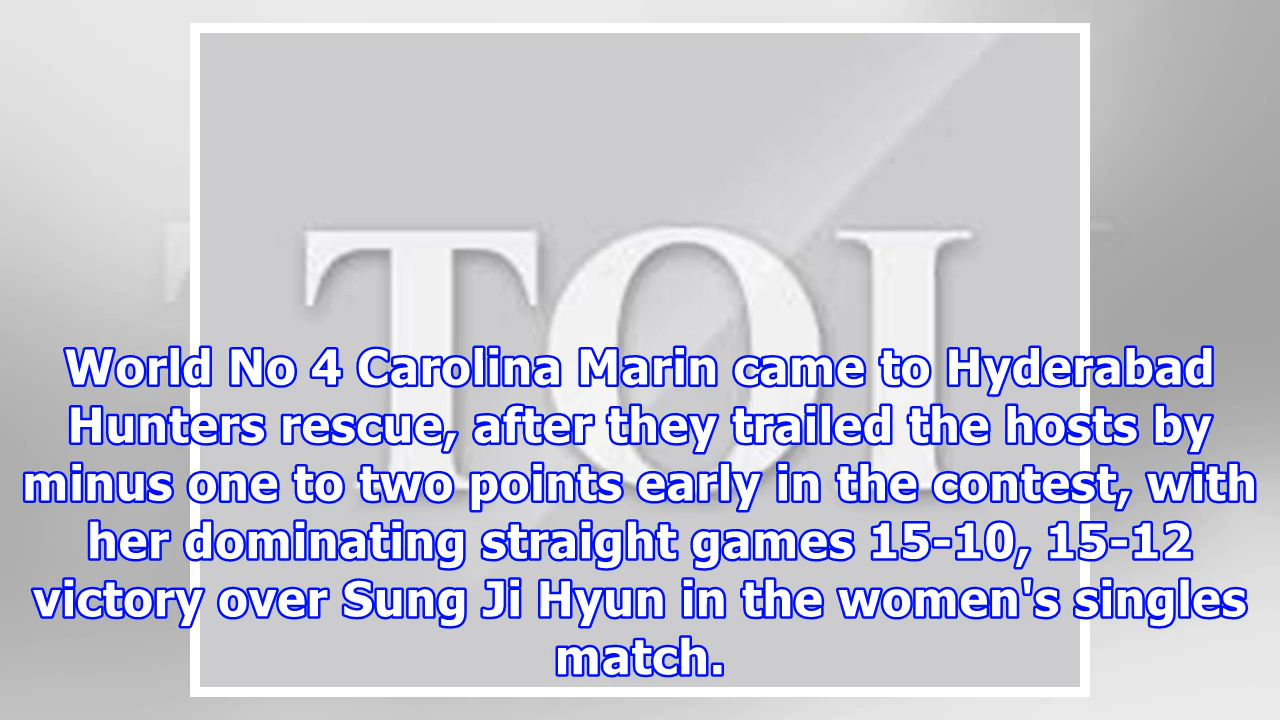 TOI
World No 4 Carolina Marin came to Hyderabad
Hunters rescue, after they trailed the hosts by
minus one to two points early in the contest, with
her dominating straight games 15-10, 15-12
victory over Sung Ji Hyun in the women's singles
match.